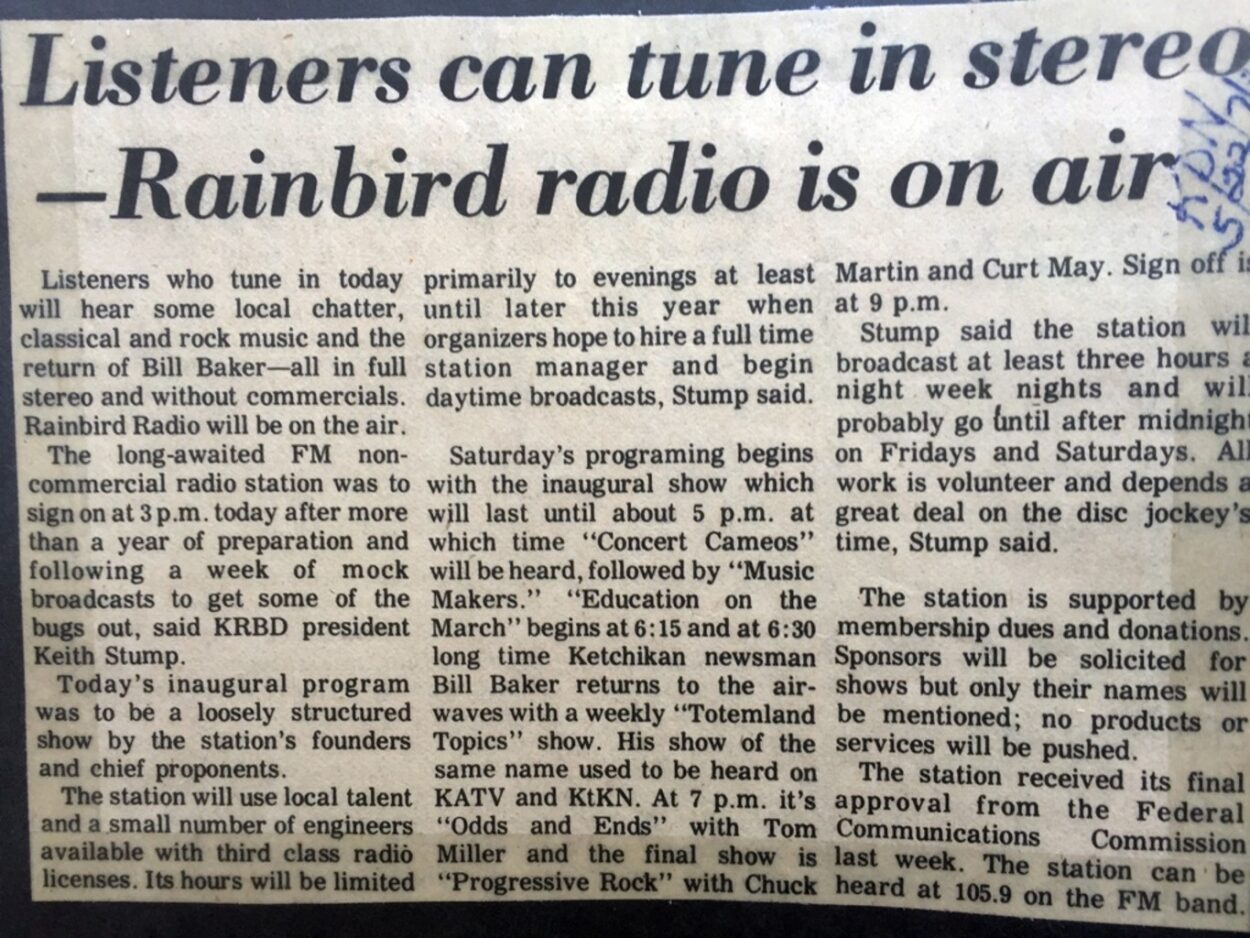 Listeners can tune in stereo
—Rainbird radio is on air
KDN
Listeners who tune in today
will hear some local chatter,
classical and rock music and the
return of Bill Baker—all in full
stereo and without commercials.
Rainbird Radio will be on the air.
The long-awaited FM non-
commercial radio station was to
sign on at 3 p.m. today after more
than a year of preparation and
following a week of mock
broadcasts to get some of the
bugs out, said KRBD president
Keith Stump.
Today's inaugural program
was to be a loosely structured
show by the station's founders
and chief proponents.
The station will use local talent
and a small number of engineers
available with third class radio
licenses. Its hours will be limited
primarily to evenings at least
until later this year when
organizers hope to hire a full time
station manager and begin
daytime broadcasts, Stump said.
Saturday's programing begins
with the inaugural show which
will last until about 5 p.m. at
which time "Concert Cameos"
will be heard, followed by "Music
Makers." "Education on the
March" begins at 6:15 and at 6:30
long time Ketchikan newsman
Bill Baker returns to the air-
waves with a weekly "Totemland
Topics" show. His show of the
same name used to be heard on
KATV and KtKN. At 7 p.m. it's
"Odds and Ends" with Tom
Miller and the final show is
"Progressive Rock" with Chuck
Martin and Curt May. Sign off is
at 9 p.m.
Stump said the station will
broadcast at least three hours a
night week nights and will
probably go until after midnight
on Fridays and Saturdays. All
work is volunteer and depends a
great deal on the disc jockey's
time, Stump said.
The station is supported by
membership dues and donations.
Sponsors will be solicited for
shows but only their names will
be mentioned; no products or
services will be pushed.
The station received its final
approval from the Federal
Communications Commission
last week. The station can be
heard at 105.9 on the FM band.